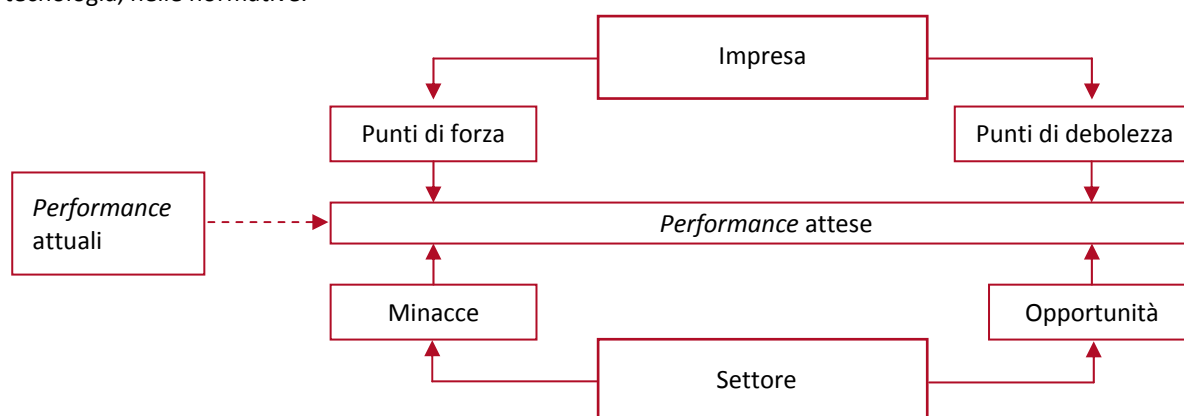 tecnologia, nelle normative.
Impresa
Punti di forza
Punti di debolezza
Performance
attuali
Performance attese
Minacce
Opportunità
Settore